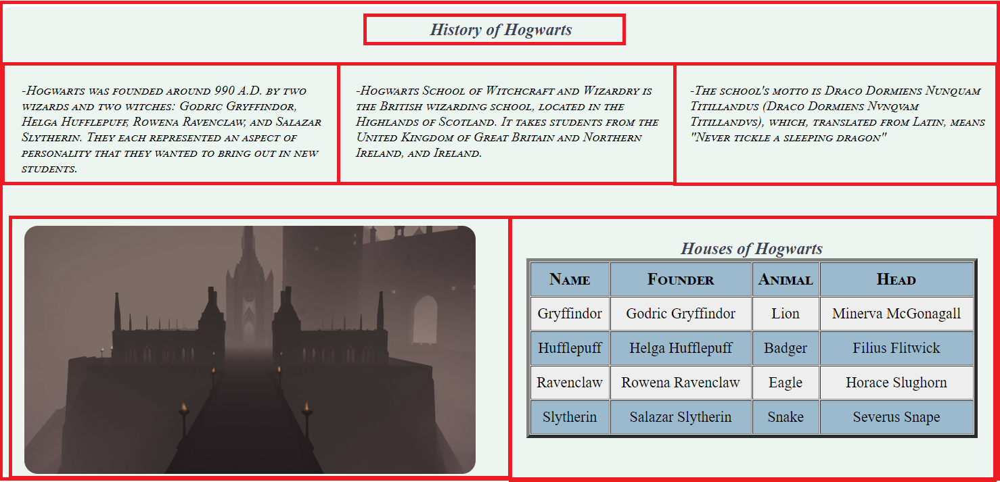 History of Hogwarts
-Hogwarts was founded around 990 A.D. by two
wizards and two witches: Godric Gryffindor,
Helga Hufflepuff, Rowena Ravenclaw, and Salazar
Slytherin. They each represented an aspect of
personality that they wanted to bring out in new
students.
-Hogwarts School of Witchcraft and Wizardry is
the British wizarding school, located in the
Highlands of Scotland. It takes students from the
United Kingdom of Great Britain and Northern
Ireland, and Ireland.
-The school's motto is Draco Dormiens Nunquam
Titillandus (Draco Dormiens Nvnqvam
Titillandvs), which, translated from Latin, means
"Never tickle a sleeping dragon"
Houses of Hogwarts
Name Founder Animal Head
Gryffindor Godric Gryffindor Lion Minerva McGonagall
Hufflepuff Helga Hufflepuff Badger Filius Flitwick
Ravenclaw Rowena Ravenclaw Eagle Horace Slughorn
Slytherin Salazar Slytherin Snake Severus Snape